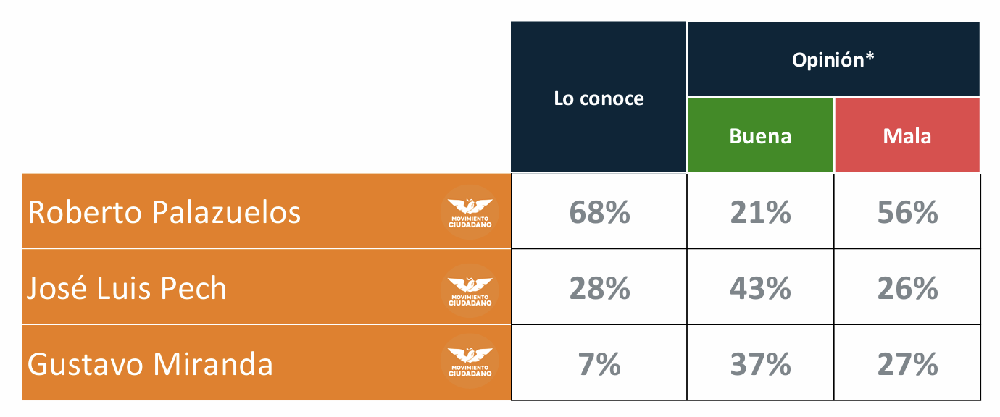 Lo conoce
Opinión*
Buena
Mala
Roberto Palazuelos
MOVIMIENTO
CIUDADANO
68%
21%
56%
José Luis Pech
MOVIMIENTO
CIUDADANO
28%
43%
26%
Gustavo Miranda
MOVIMIENTO
CIUDADANO
7%
37%
27%